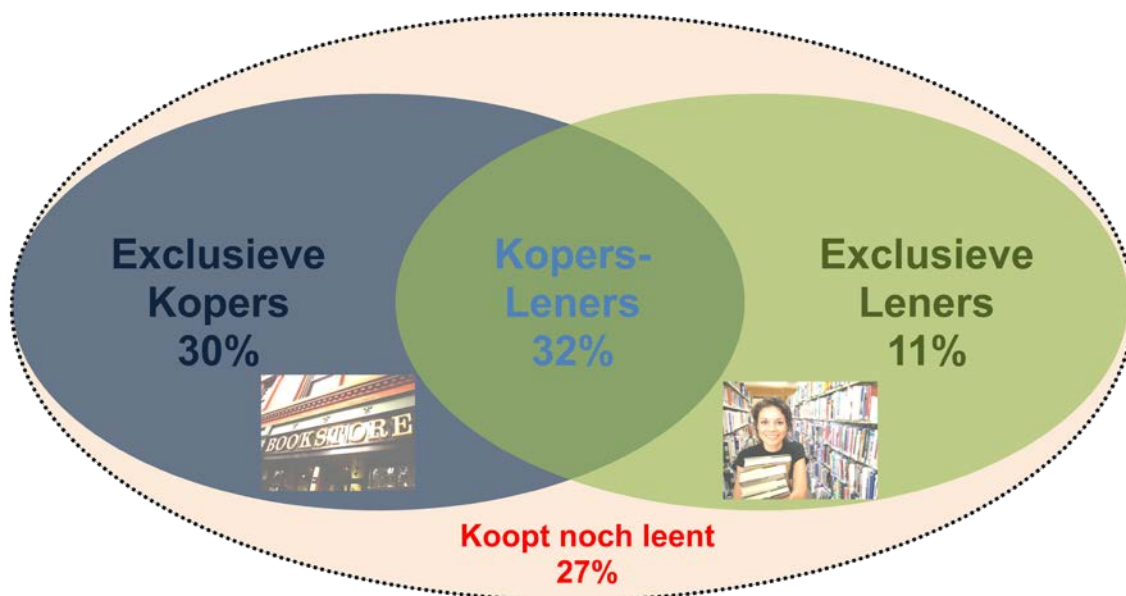 Exclusieve
Kopers
30%
Kopers-
Leners
32%
Exclusieve
Leners
11%
BOOKSTORE
Koopt noch leent
27%